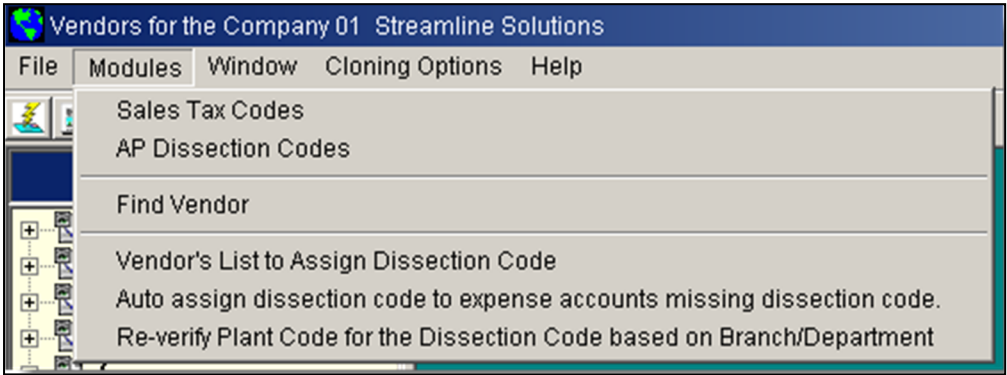 Vendors for the Company 01 Streamline Solutions
File Modules Window Cloning Options Help
Sales Tax Codes
AP Dissection Codes
Find Vendor
Vendor's List to Assign Dissection Code
Auto assign dissection code to expense accounts missing dissection code.
Re-verify Plant Code for the Dissection Code based on Branch/Department